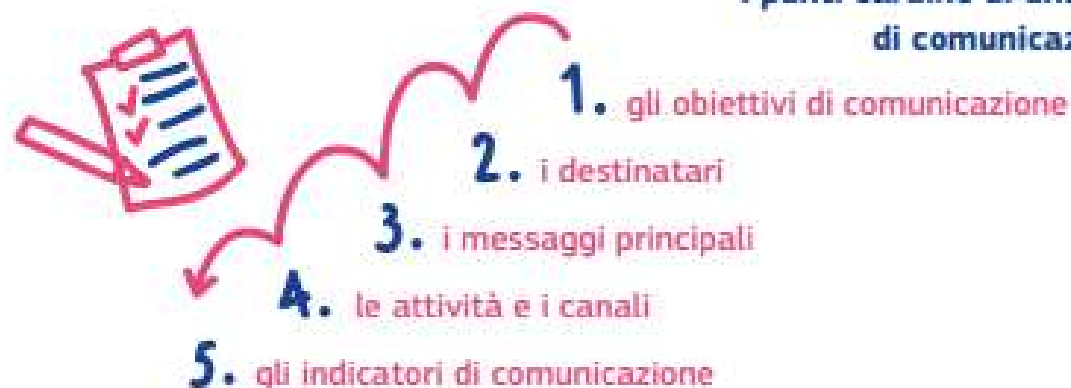 di comunicaz
1. gli obiettivi di comunicazione
2. i destinatari
3. i messaggi principali
4. le attività e i canali
5. gli indicatori di comunicazione